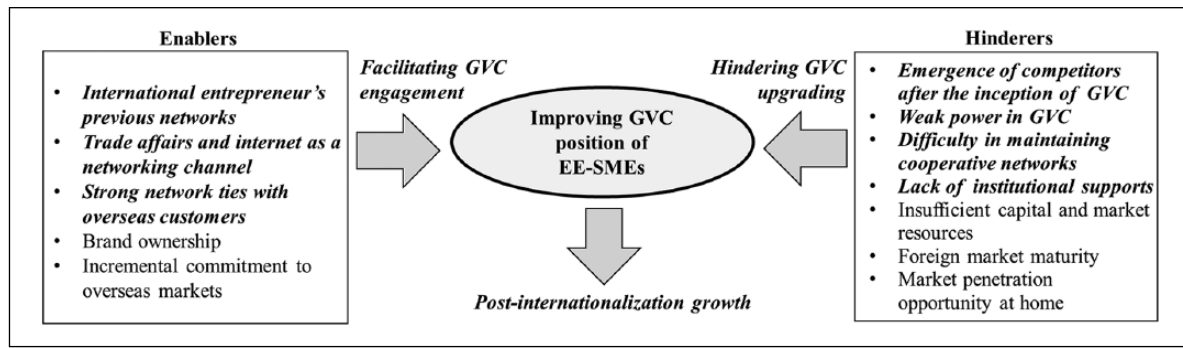 Enablers
• International entrepreneur's
previous networks
• Trade affairs and internet as a
networking channel
• Strong network ties with
overseas customers
• Brand ownership
• Incremental commitment to
overseas markets
Facilitating GVC
engagement
Improving GVC
position of
EE-SMEs
Post-internationalization growth
Hindering GVC
upgrading
Hinderers
• Emergence of competitors
after the inception of GVC
• Weak power in GVC
• Difficulty in maintaining
cooperative networks
• Lack of institutional supports
• Insufficient capital and market
resources
• Foreign market maturity
• Market penetration
opportunity at home